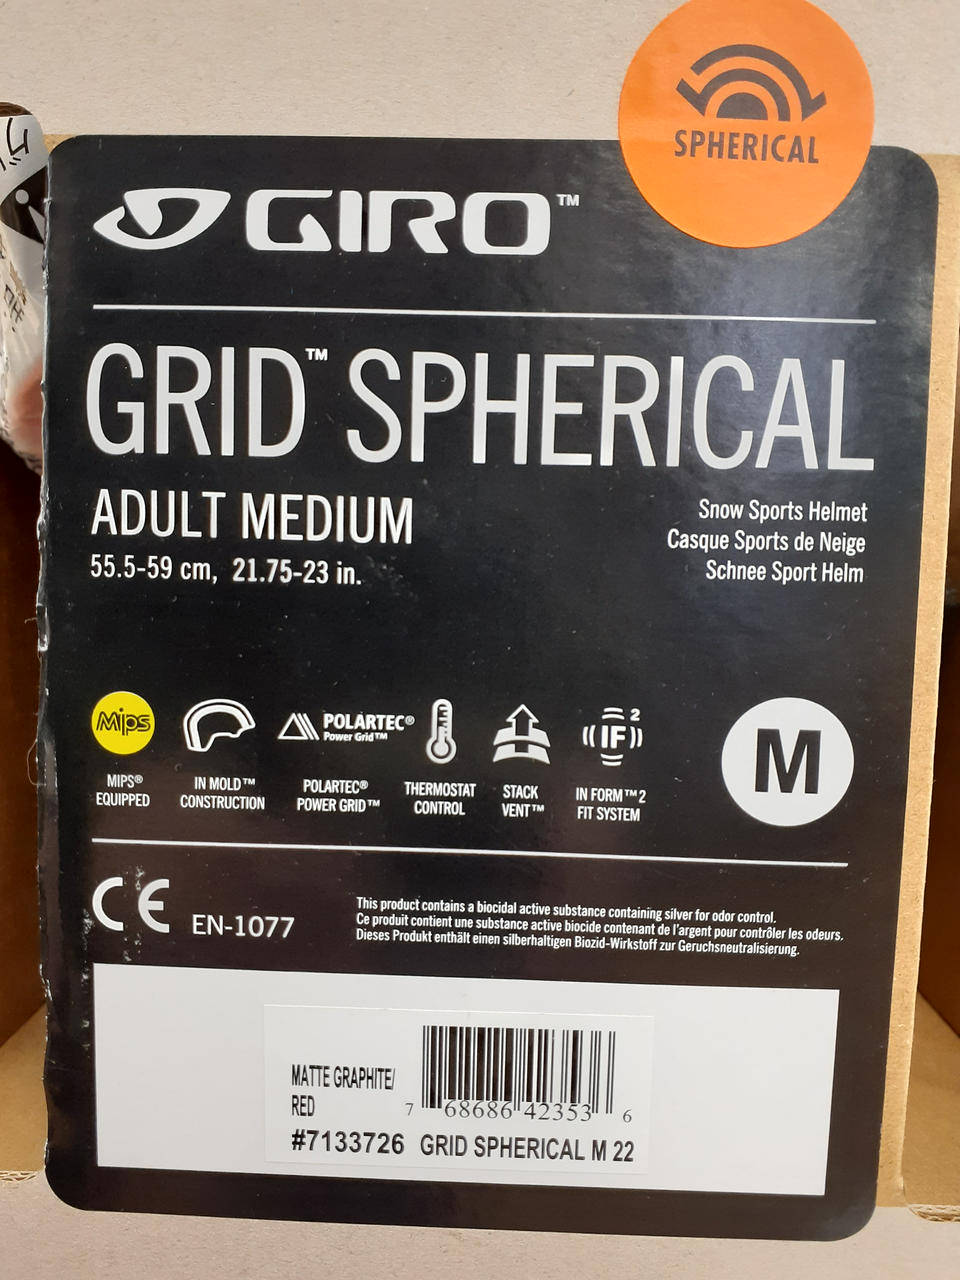 SPHERICAL
GIRO™
GRID™ SPHERICAL
ADULT MEDIUM
55.5-59 cm, 21.75-23 in.
Snow Sports Helmet
Casque Sports de Neige
Schnee Sport Helm
Mips
POLARTEC®
Power Grid™
2
IF
M
MIPS®
EQUIPPED
IN MOLD™
CONSTRUCTION
POLARTEC®
POWER GRID™
THERMOSTAT
CONTROL
STACK
VENT™
IN FORM™2
FIT SYSTEM
CE EN-1077
This product contains a biocidal active substance containing silver for odor control.
Ce produit contient une substance active biocide contenant de l'argent pour contrôler les odeurs.
Dieses Produkt enthält einen silberhaltigen Biozid-Wirkstoff zur Geruchsneutralisierung.
MATTE GRAPHITE/
RED
7 68686 42353 6
#7133726 GRID SPHERICAL M 22